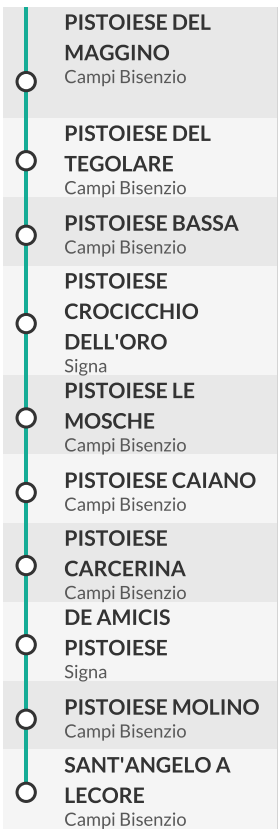 PISTOIESE DEL
MAGGINO
Campi Bisenzio
PISTOIESE DEL
TEGOLARE
Campi Bisenzio
PISTOIESE BASSA
Campi Bisenzio
PISTOIESE
CROCICCHIO
DELL'ORO
Signa
PISTOIESE LE
MOSCHE
Campi Bisenzio
PISTOIESE CAIANO
Campi Bisenzio
PISTOIESE
CARCERINA
Campi Bisenzio
DE AMICIS
PISTOIESE
Signa
PISTOIESE MOLINO
Campi Bisenzio
SANT'ANGELO A
LECORE
Campi Bisenzio